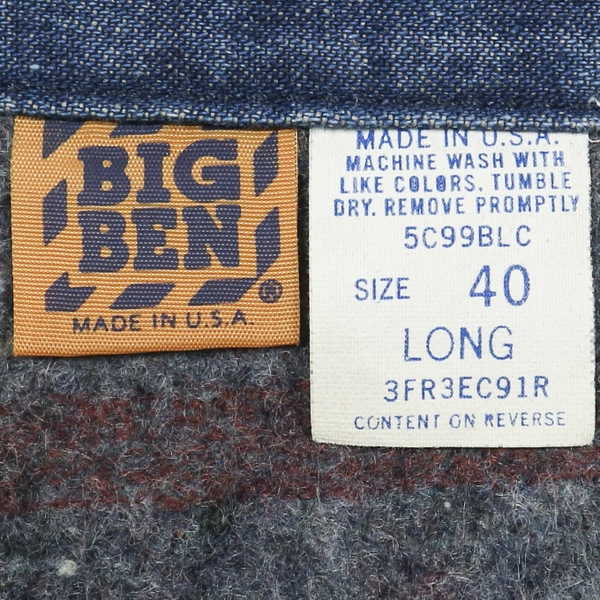 BIG
BEN
®
MADE IN U.S.A.
MADE IN U.S.A.
MACHINE WASH WITH
LIKE COLORS. TUMBLE
DRY. REMOVE PROMPTLY
5C99BLC
SIZE 40
LONG
3FR3EC91R
CONTENT ON REVERSE